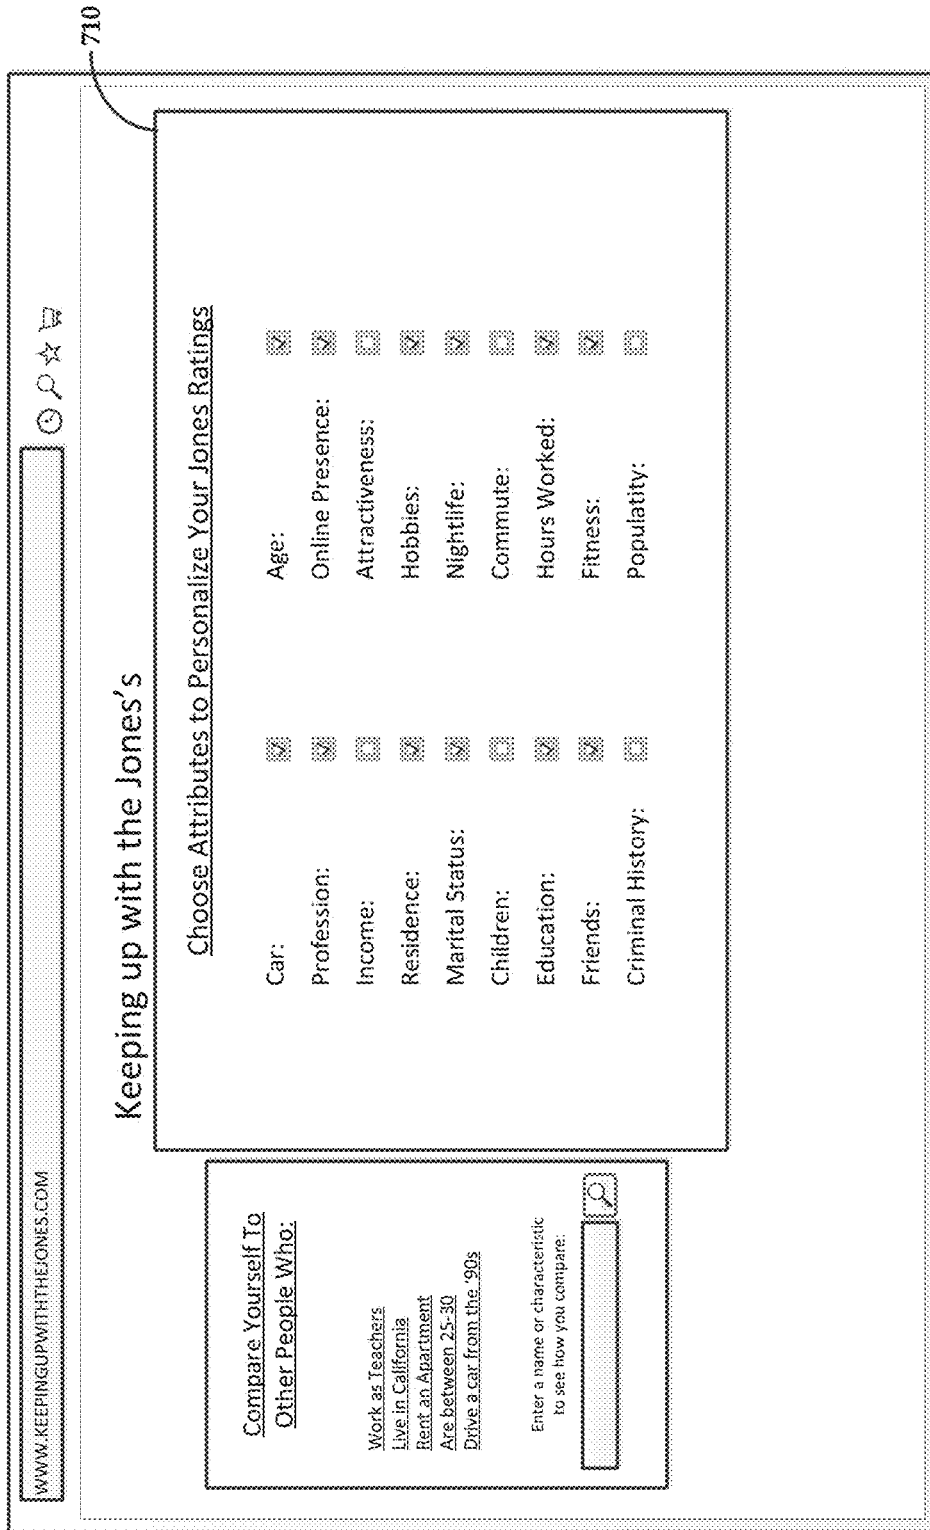 710
WWW.KEEPINGUPWITHTHEJONES.COM
Keeping up with the Jones's
Compare Yourself To
Other People Who:
Work as Teachers
Live in California
Rent an Apartment
Are between 25-30
Drive a car from the '90s
Enter a name or characteristic
to see how you compare:
Choose Attributes to Personalize Your Jones Ratings
Car: Age:
Profession: Online Presence:
Income: Attractiveness:
Residence: Hobbies:
Marital Status: Nightlife:
Children: Commute:
Education: Hours Worked:
Friends: Fitness:
Criminal History: Populatity: